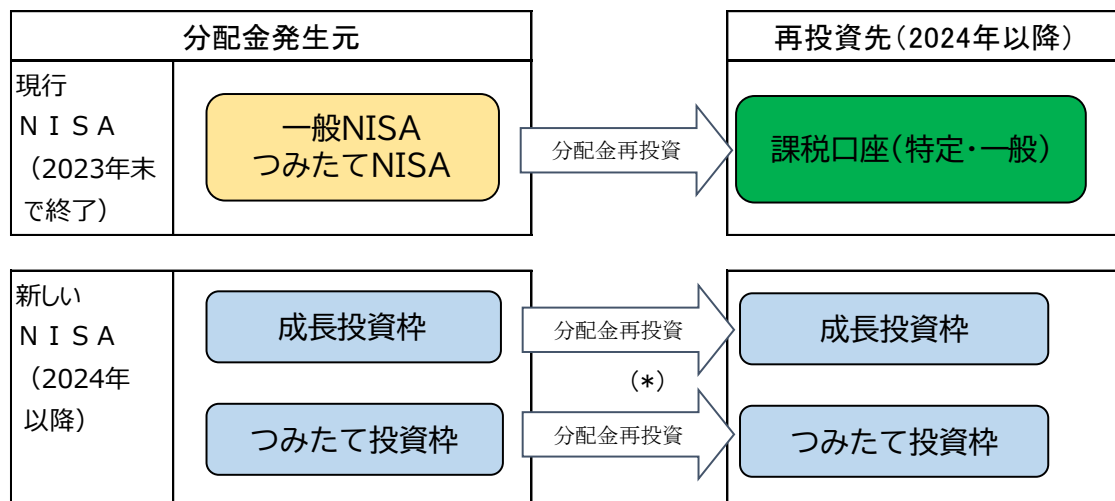 分配金発生元
再投資先(2024年以降)
現行
ＮＩＳＡ
(2023年末
で終了)
一般NISA
つみたてNISA
分配金再投資
課税口座(特定・一般)
新しい
ＮＩＳＡ
(2024年
以降)
成長投資枠
分配金再投資
成長投資枠
(*)
つみたて投資枠
分配金再投資
つみたて投資枠